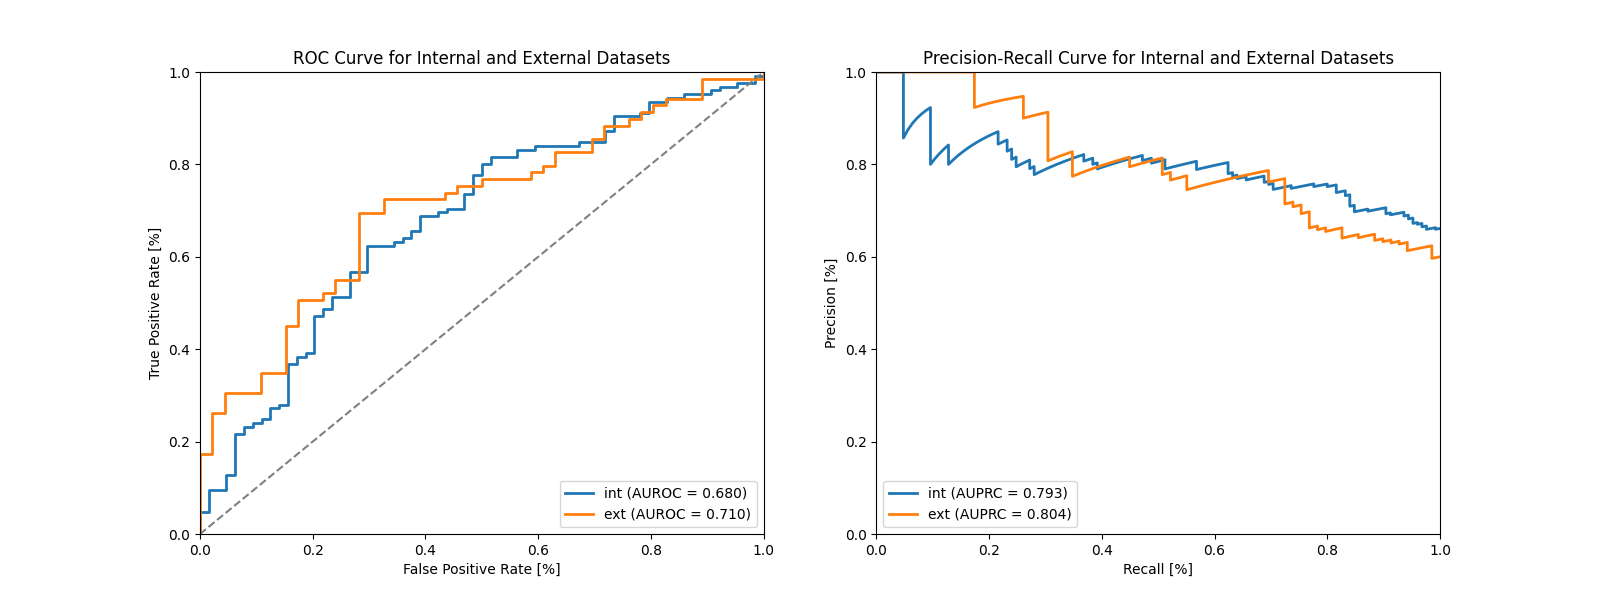 ROC Curve for Internal and External Datasets
1.0
0.8
0.6
0.4
0.2
0.0
True Positive Rate [%]
int (AUROC = 0.680)
ext (AUROC = 0.710)
0.0 0.2 0.4 0.6 0.8 1.0
False Positive Rate [%]
Precision-Recall Curve for Internal and External Datasets
1.0
0.8
0.6
0.4
0.2
0.0
Precision [%]
int (AUPRC = 0.793)
ext (AUPRC = 0.804)
0.0 0.2 0.4 0.6 0.8 1.0
Recall [%]